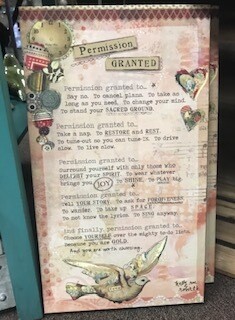 Permission
GRANTED
Permission granted to…
Say no. To cancel plans. To take as
long as you need. To change your mind
To stand your SACRED GROUND.
Permission granted to…
Take a nap. To RESTORE and REST.
To tune-out so you can tune in. To drive
slow. To live slow.
Permission granted to…
Surround yourself with only those who
DELIGHT your SPIRIT. To wear whatever
brings you JOY. To SHINE. To PLAY big.
Permission granted to…
Tell YOUR STORY. To ask for FORGIVENESS
To wander. To take up SPACE.
To not know the lyrics. To SING anyway
And finally, permission granted to…
Choose YOURSELF over the mighty to-do list
because you are GOLD.
And you are worth